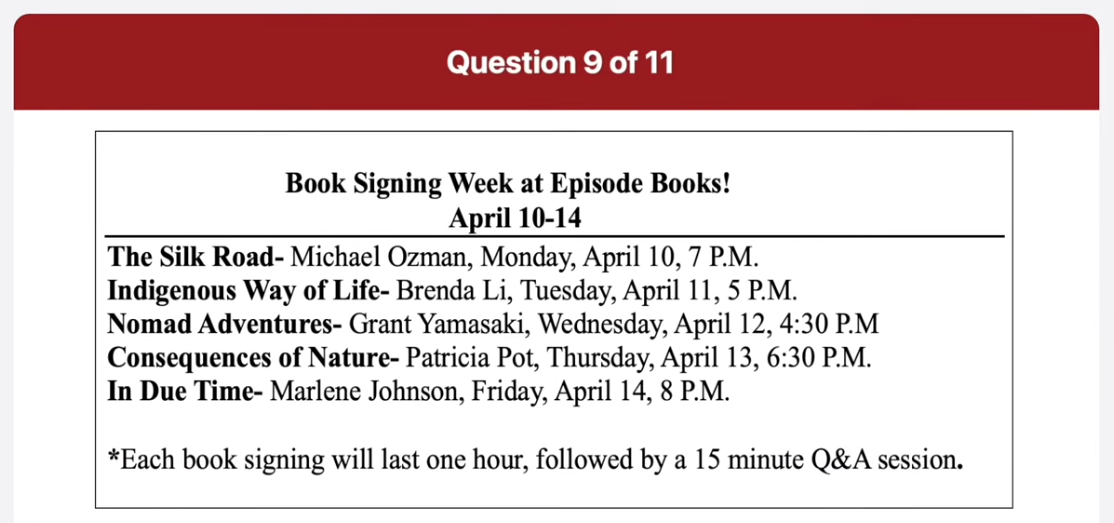 Question 9 of 11
Book Signing Week at Episode Books!
April 10-14
The Silk Road- Michael Ozman, Monday, April 10, 7 P.M.
Indigenous Way of Life- Brenda Li, Tuesday, April 11, 5 P.M.
Nomad Adventures- Grant Yamasaki, Wednesday, April 12, 4:30 P.M
Consequences of Nature- Patricia Pot, Thursday, April 13, 6:30 P.M.
In Due Time- Marlene Johnson, Friday, April 14, 8 P.M.
*Each book signing will last one hour, followed by a 15 minute Q&A session.